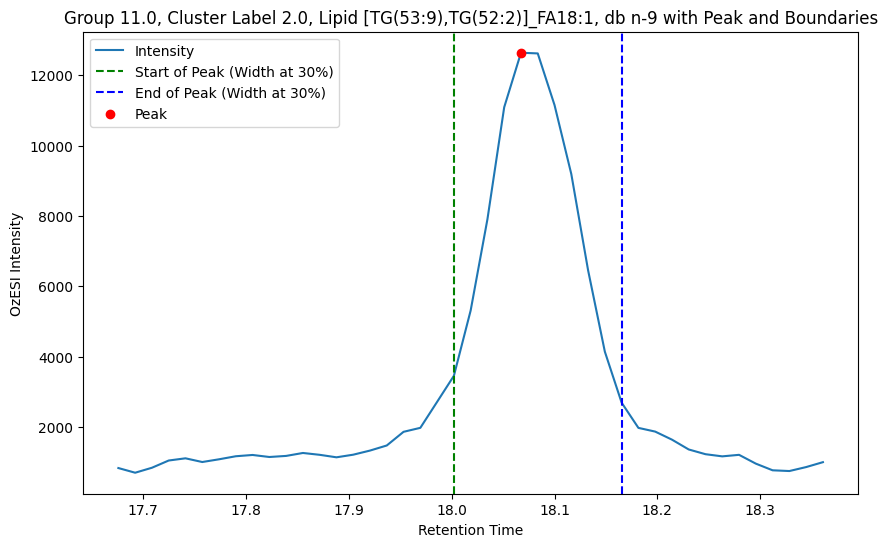 Group 11.0, Cluster Label 2.0, Lipid [TG(53:9),TG(52:2)]_FA18:1, db n-9 with Peak and Boundaries
Intensity
Start of Peak (Width at 30%)
End of Peak (Width at 30%)
Peak
12000
10000
8000
6000
4000
2000
OzESI Intensity
17.7 17.8 17.9 18.0 18.1 18.2 18.3
Retention Time